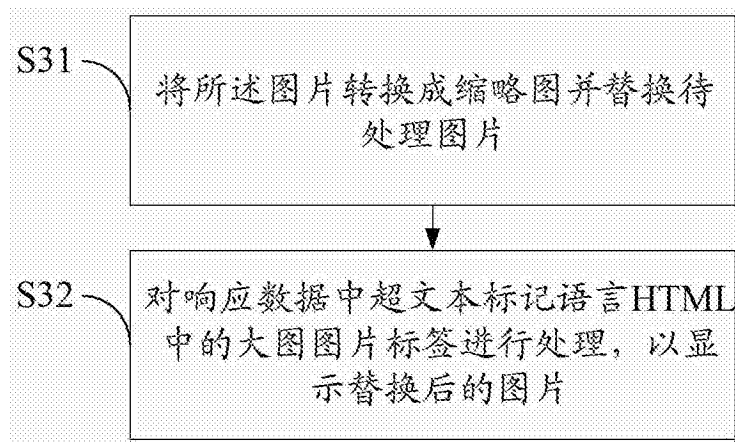 S31
将所述图片转换成缩略图并替换待
处理图片
S32
对响应数据中超文本标记语言HTML
中的大图图片标签进行处理，以显
示替换后的图片